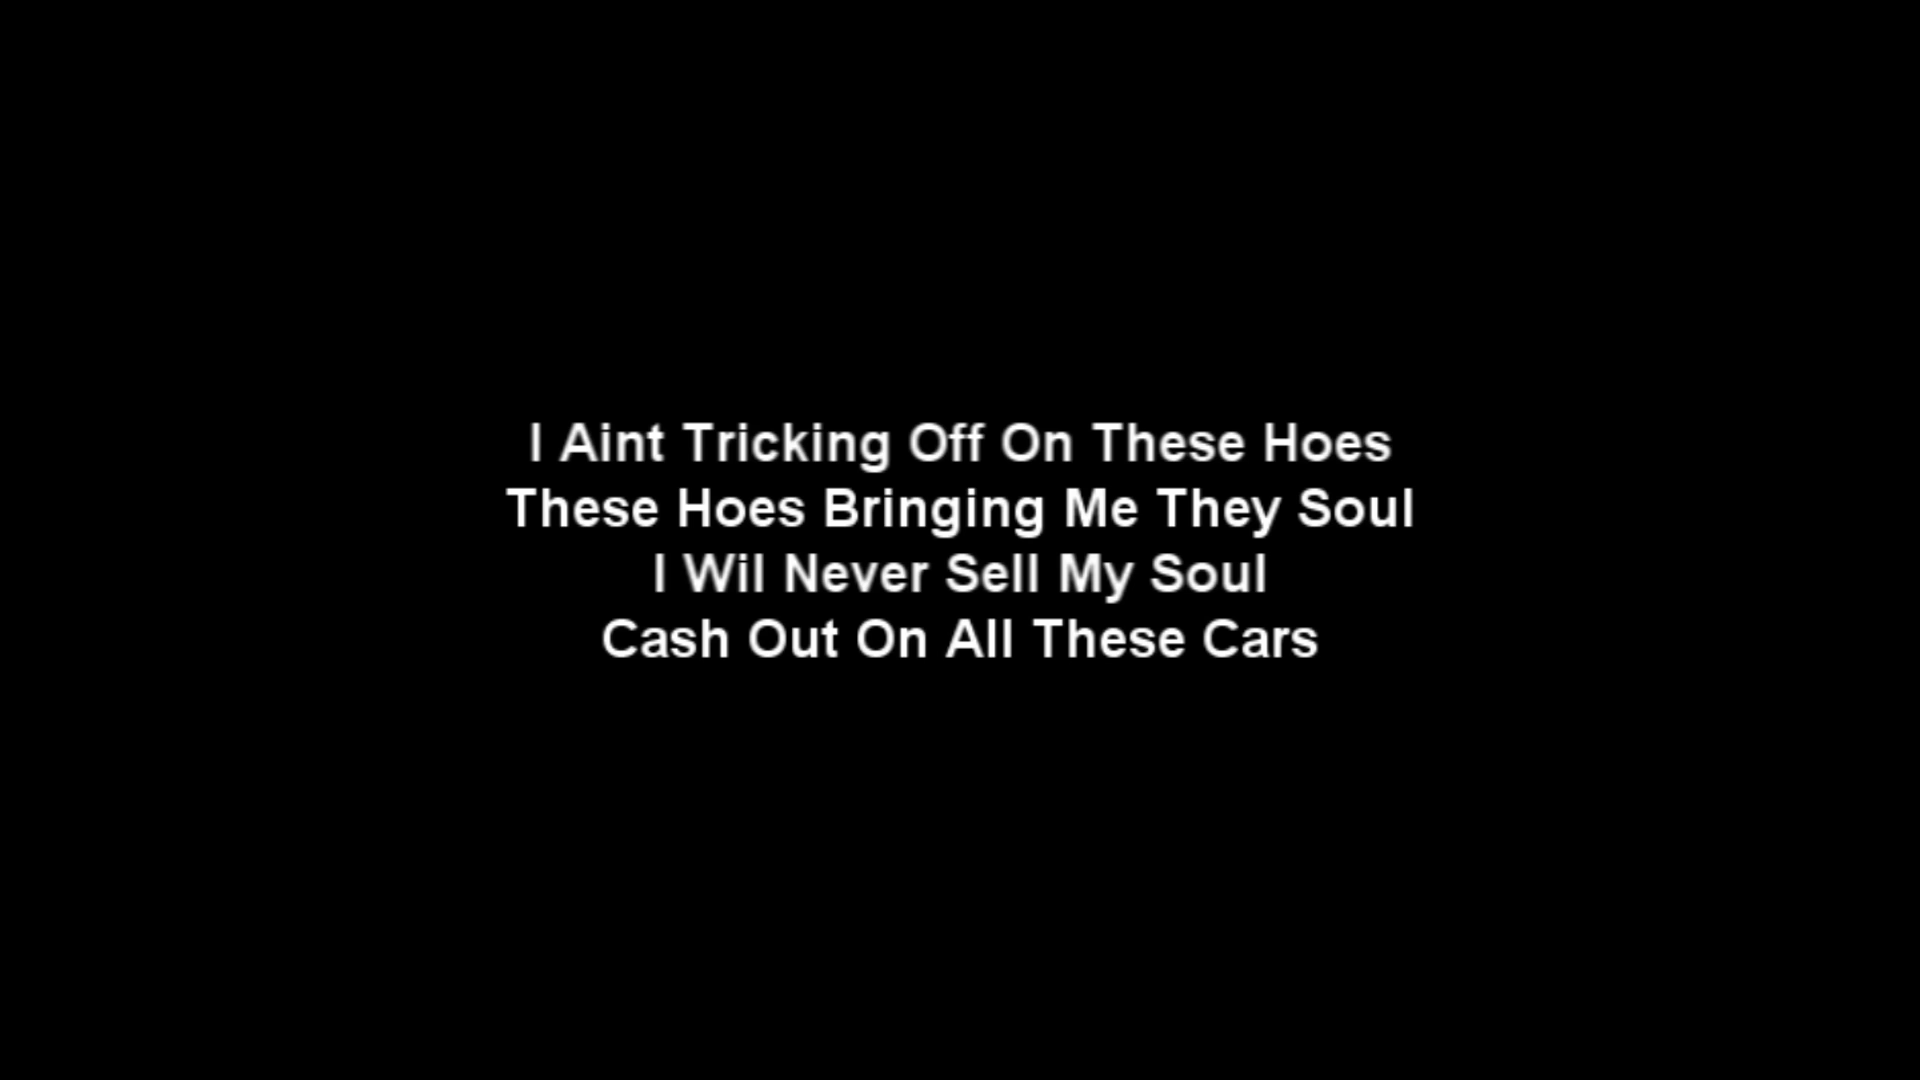 I Aint Tricking Off On These Hoes
These Hoes Bringing Me They Soul
I Wil Never Sell My Soul
Cash Out On All These Cars